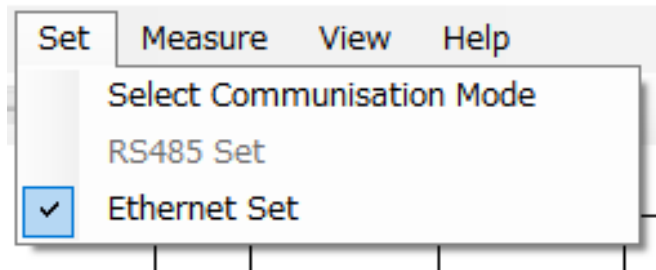 Set Measure View Help
Select Communisation Mode
RS485 Set
Ethernet Set